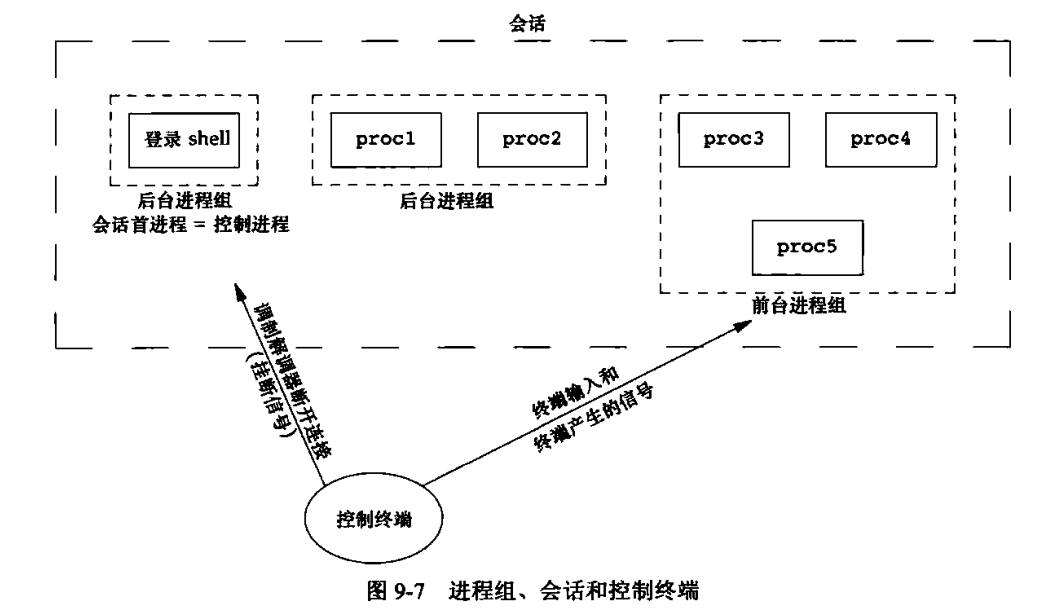 会话
登录 shell
proc1
proc2
proc3
proc4
proc5
后台进程组
会话首进程 = 控制进程
后台进程组
前台进程组
调制解调器断开连接
（挂断信号）
终端输入和
终端产生的信号
控制终端
图 9-7 进程组、会话和控制终端